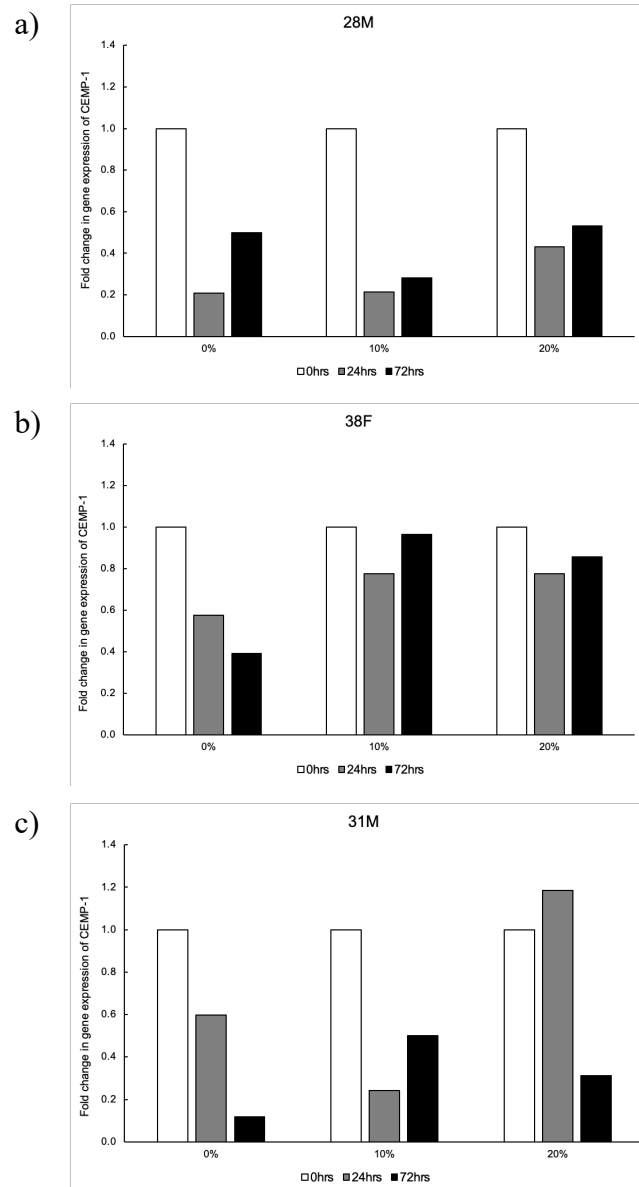 a)
28M
Fold change in gene expression of CEMP-1
1.4
1.2
1.0
0.8
0.6
0.4
0.2
0.0
0% 10% 20%
0hrs 24hrs 72hrs
b)
38F
Fold change in gene expression of CEMP-1
1.4
1.2
1.0
0.8
0.6
0.4
0.2
0.0
0% 10% 20%
0hrs 24hrs 72hrs
c)
31M
Fold change in gene expression of CEMP-1
1.4
1.2
1.0
0.8
0.6
0.4
0.2
0.0
0% 10% 20%
0hrs 24hrs 72hrs